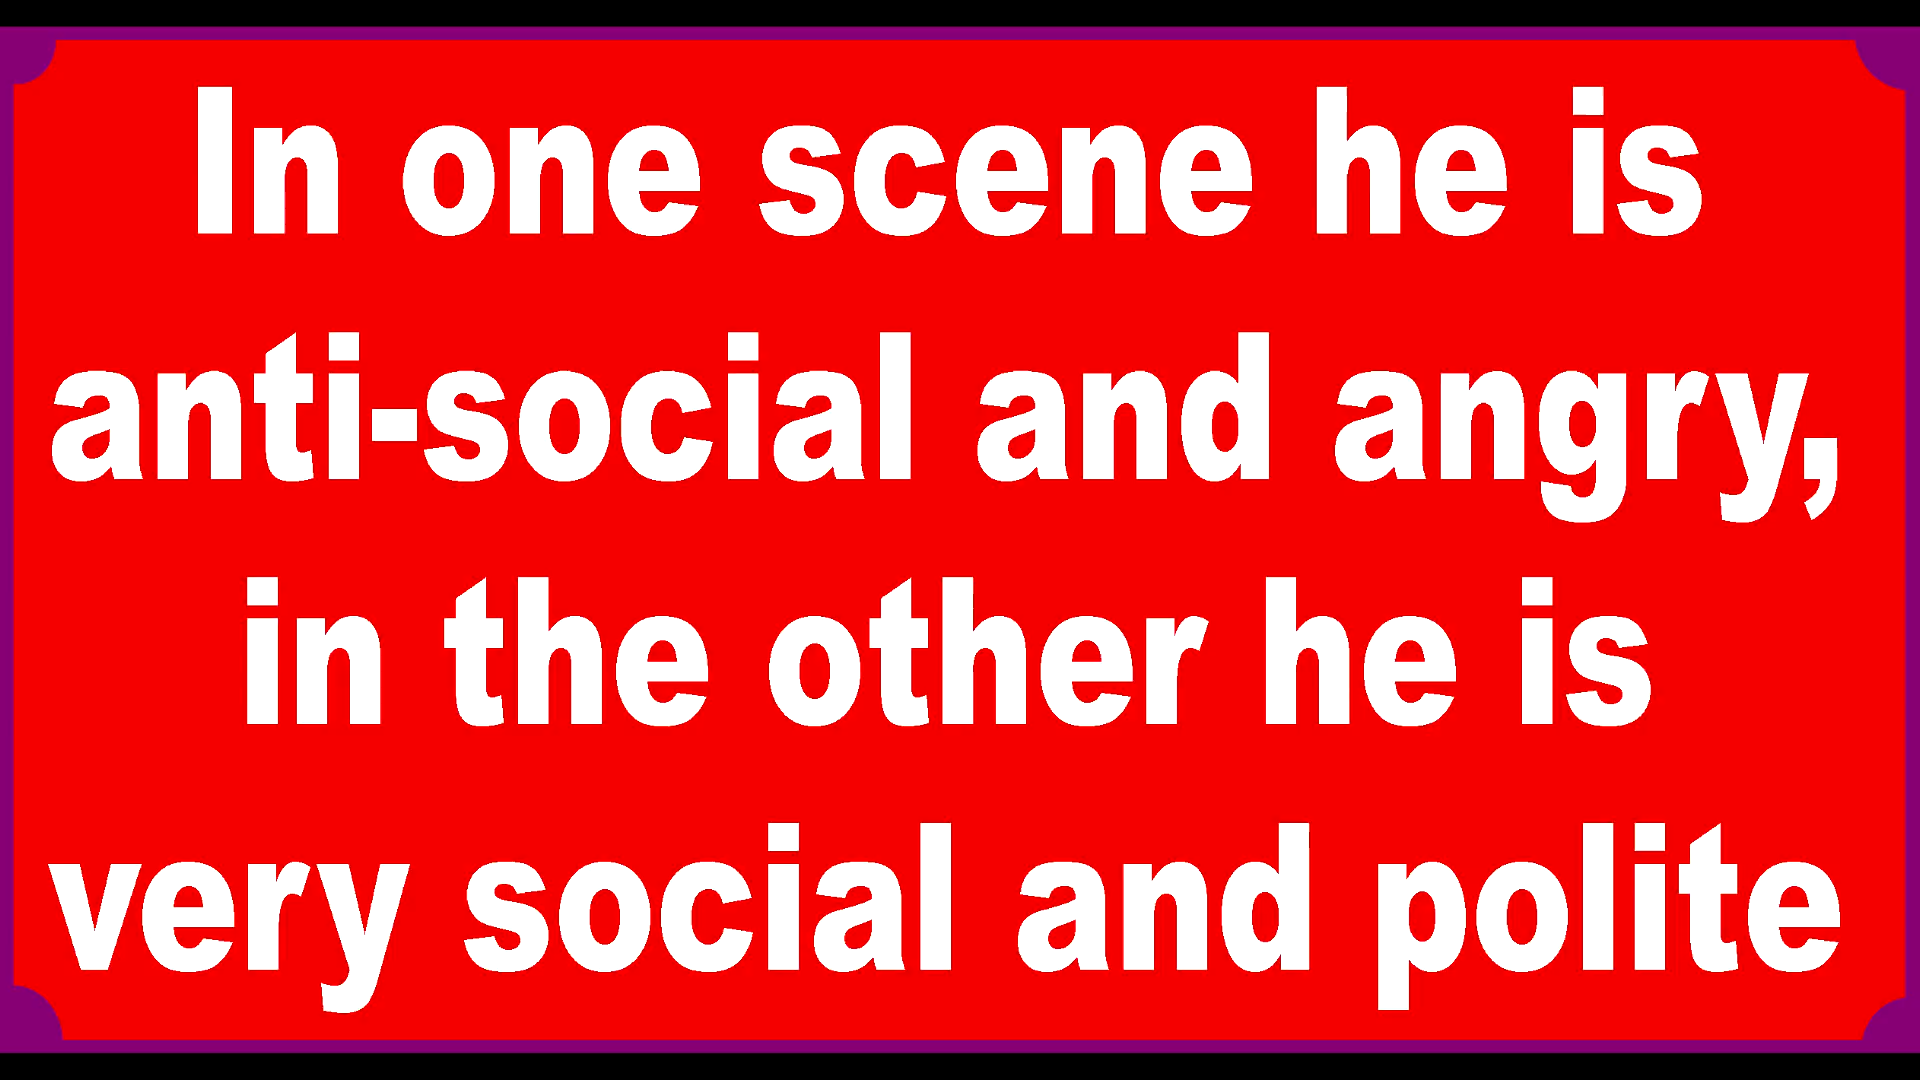 In one scene he is
anti-social and angry,
in the other he is
very social and polite